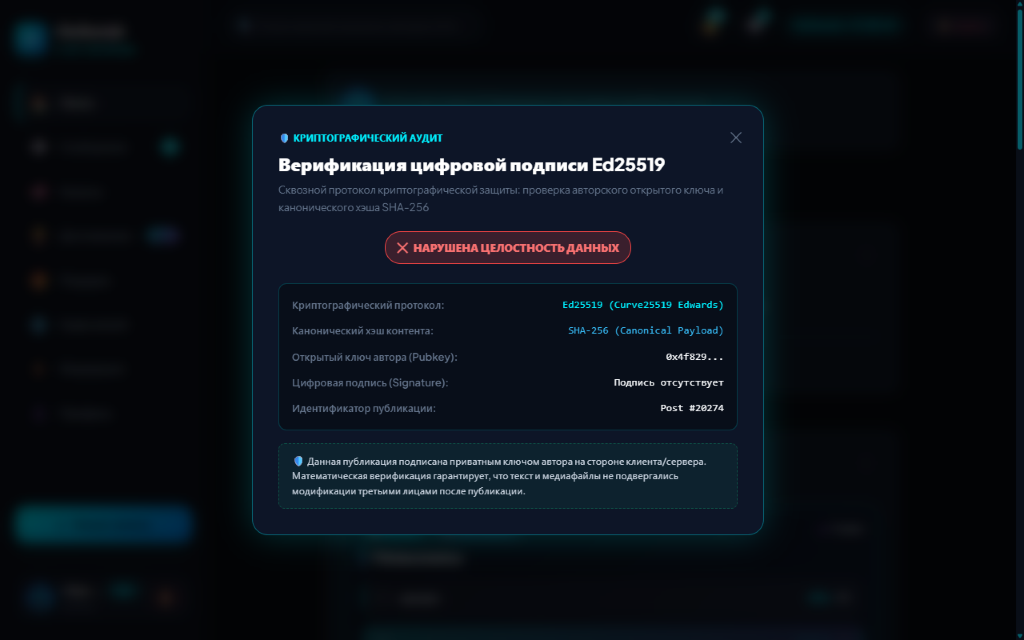 КРИПТОГРАФИЧЕСКИЙ АУДИТ
Верификация цифровой подписи Ed25519
Сквозной протокол криптографической защиты: проверка авторского открытого ключа и
канонического хэша SHA-256
НАРУШЕНА ЦЕЛОСТНОСТЬ ДАННЫХ
Криптографический протокол: Ed25519 (Curve25519 Edwards)
Канонический хэш контента: SHA-256 (Canonical Payload)
Открытый ключ автора (Pubkey): 0x4f829...
Цифровая подпись (Signature): Подпись отсутствует
Идентификатор публикации: Post #20274
Данная публикация подписана приватным ключом автора на стороне клиента/сервера.
Математическая верификация гарантирует, что текст и медиафайлы не подвергались
модификации третьими лицами после публикации.